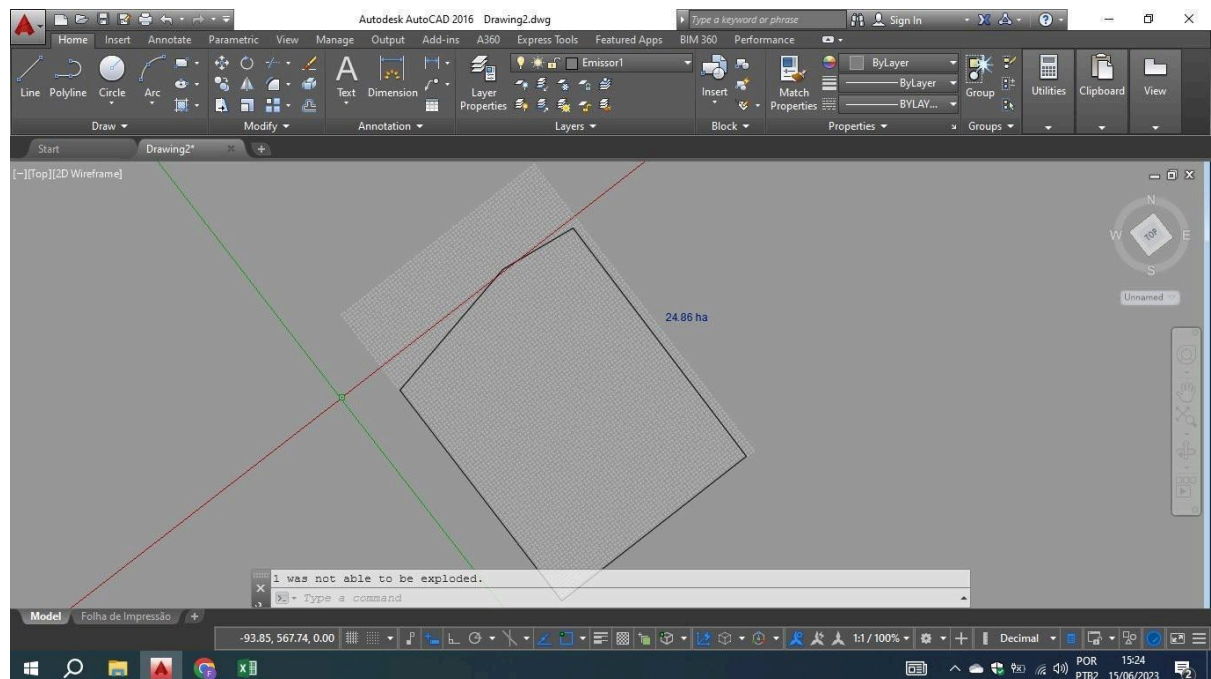 Autodesk AutoCAD 2016 Drawing2.dwg
Type a keyword or phrase
Sign In
Home Insert Annotate Parametric View Manage Output Add-ins A360 Express Tools Featured Apps BIM 360 Performance
Emissor1
ByLayer
ByLayer
BYLAY...
Line Polyline Circle Arc
Text Dimension
Layer
Properties
Insert
Match
Properties
Group
Utilities Clipboard View
Draw Modify Annotation Layers Block Properties Groups
Start Drawing2*
[−][Top][2D Wireframe]
N
W TOP E
S
Unnamed
24.86 ha
1 was not able to be exploded.
Type a command
Model Folha de Impressão
-93.85, 567.74, 0.00
1:1 / 100%
Decimal
POR
PTB2
15:24
15/06/2023
2